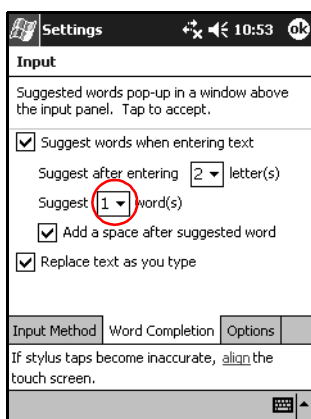 Settings 10:53 ok
Input
Suggested words pop-up in a window above
the input panel. Tap to accept.
Suggest words when entering text
Suggest after entering 2 letter(s)
Suggest 1 word(s)
Add a space after suggested word
Replace text as you type
Input Method Word Completion Options
If stylus taps become inaccurate, align the
touch screen.